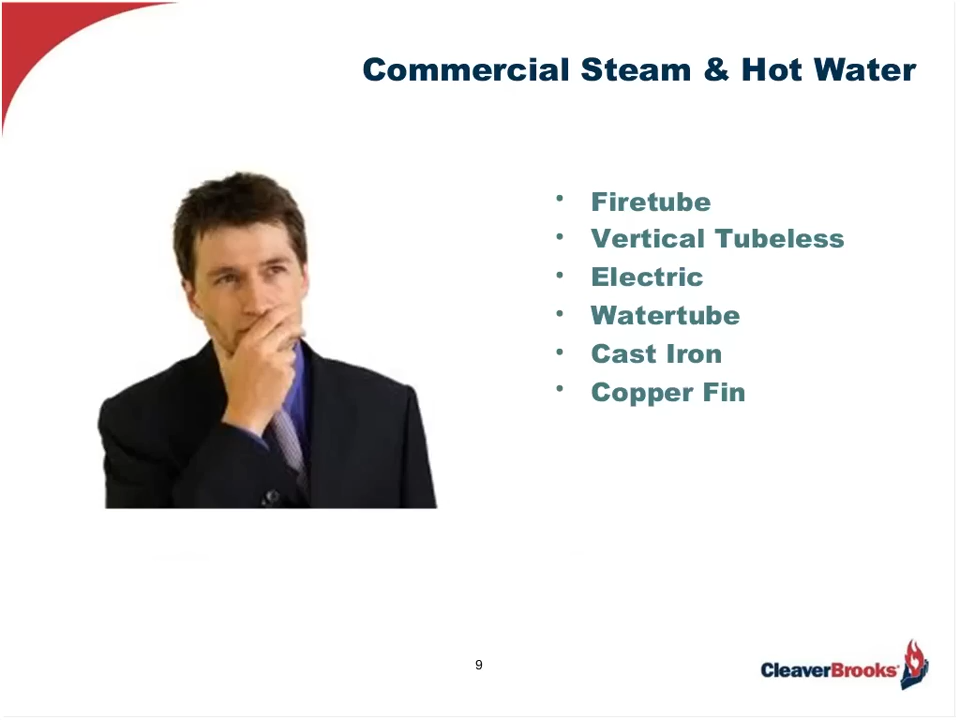 Commercial Steam & Hot Water
• Firetube
• Vertical Tubeless
• Electric
• Watertube
• Cast Iron
• Copper Fin
9
CleaverBrooks®